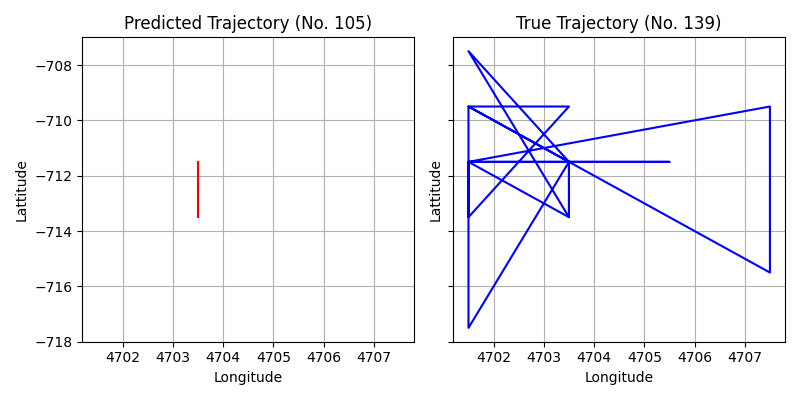 Predicted Trajectory (No. 105)
True Trajectory (No. 139)
Lattitude
−708
−710
−712
−714
−716
−718
4702 4703 4704 4705 4706 4707
Longitude
Lattitude
4702 4703 4704 4705 4706 4707
Longitude